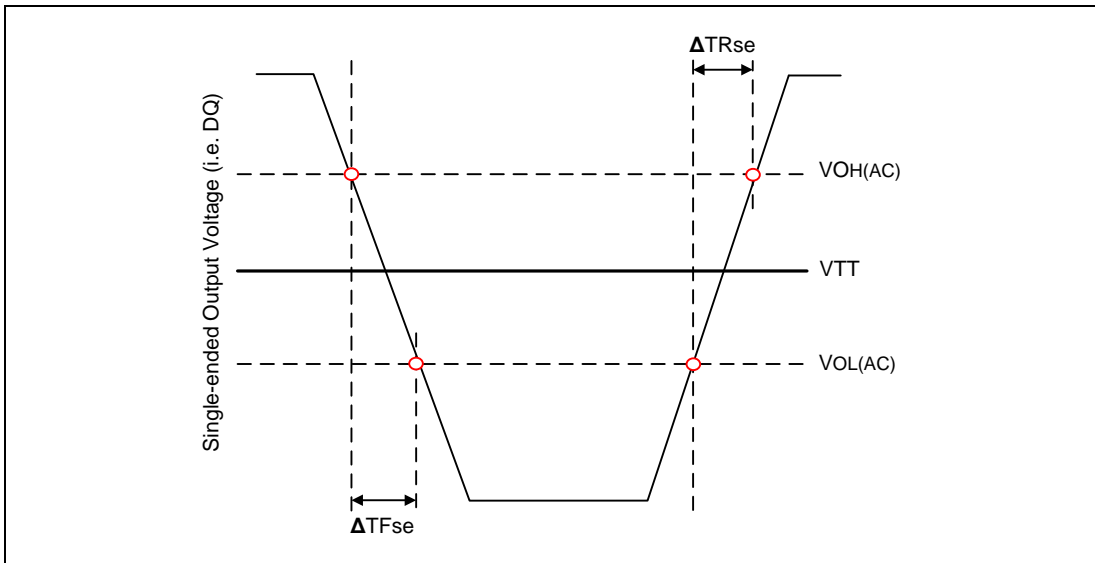 ΔTRse
Single-ended Output Voltage (i.e. DQ)
VOH(AC)
VTT
VOL(AC)
ΔTFse